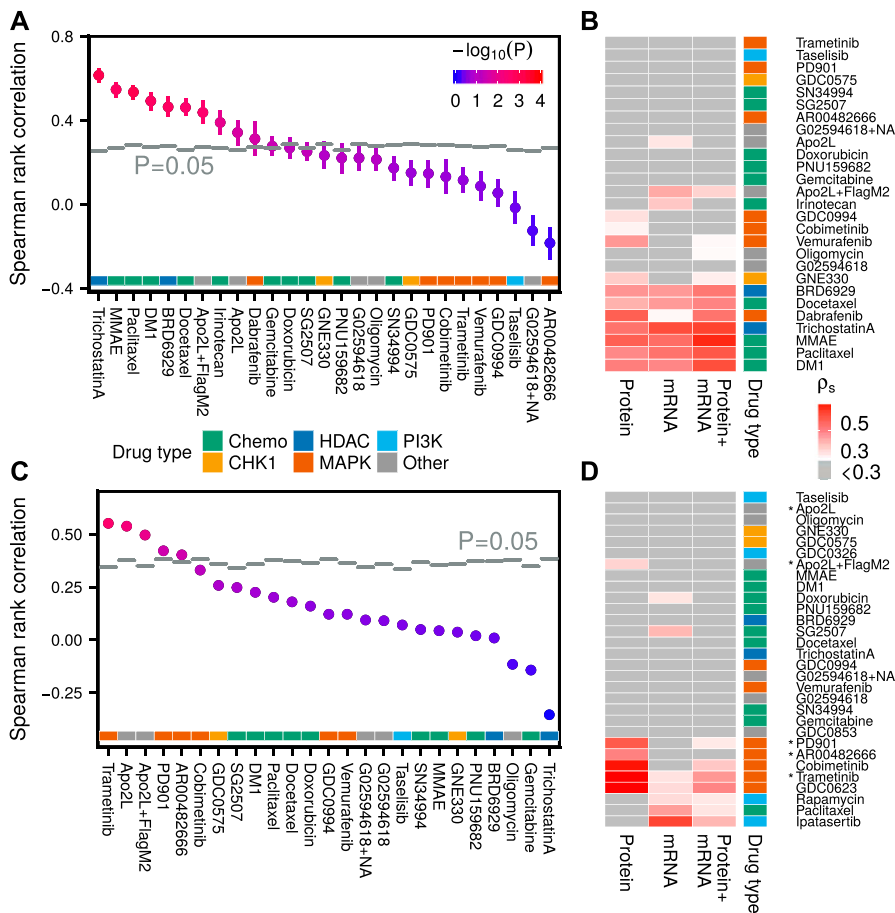 A
Spearman rank correlation
0.8
0.4
0.0
−0.4
−log10(P)
0 1 2 3 4
P=0.05
TrichostatinA
MMAE
Paclitaxel
DM1
BRD6929
Docetaxel
Apo2L+FlagM2
Irinotecan
Apo2L
Dabrafenib
Gemcitabine
Doxorubicin
SG2507
GNE330
PNU159682
G02594618
Oligomycin
SN34994
GDC0575
PD901
Cobimetinib
Trametinib
Vemurafenib
GDC0994
Taselisib
G02594618+NA
AR00482666
B
Trametinib
Taselisib
PD901
GDC0575
SN34994
SG2507
AR00482666
G02594618+NA
Apo2L
Doxorubicin
PNU159682
Gemcitabine
Apo2L+FlagM2
Irinotecan
GDC0994
Cobimetinib
Vemurafenib
Oligomycin
G02594618
GNE330
BRD6929
Docetaxel
Dabrafenib
TrichostatinA
MMAE
Paclitaxel
DM1
Protein
mRNA
Protein+
mRNA
Drug type
ρs
0.5
0.3
<0.3
Drug type
Chemo
HDAC
PI3K
CHK1
MAPK
Other
C
Spearman rank correlation
0.50
0.25
0.00
−0.25
P=0.05
Trametinib
Apo2L
Apo2L+FlagM2
PD901
AR00482666
Cobimetinib
GDC0575
SG2507
DM1
Paclitaxel
Docetaxel
Doxorubicin
GDC0994
Vemurafenib
G02594618+NA
G02594618
Taselisib
SN34994
MMAE
GNE330
PNU159682
BRD6929
Oligomycin
Gemcitabine
TrichostatinA
D
Taselisib
* Apo2L
Oligomycin
GNE330
GDC0575
GDC0326
* Apo2L+FlagM2
MMAE
DM1
Doxorubicin
PNU159682
BRD6929
SG2507
Docetaxel
TrichostatinA
GDC0994
G02594618+NA
Vemurafenib
G02594618
SN34994
Gemcitabine
GDC0853
* PD901
* AR00482666
Cobimetinib
* Trametinib
GDC0623
Rapamycin
Paclitaxel
Ipatasertib
Protein
mRNA
Protein+
mRNA
Drug type